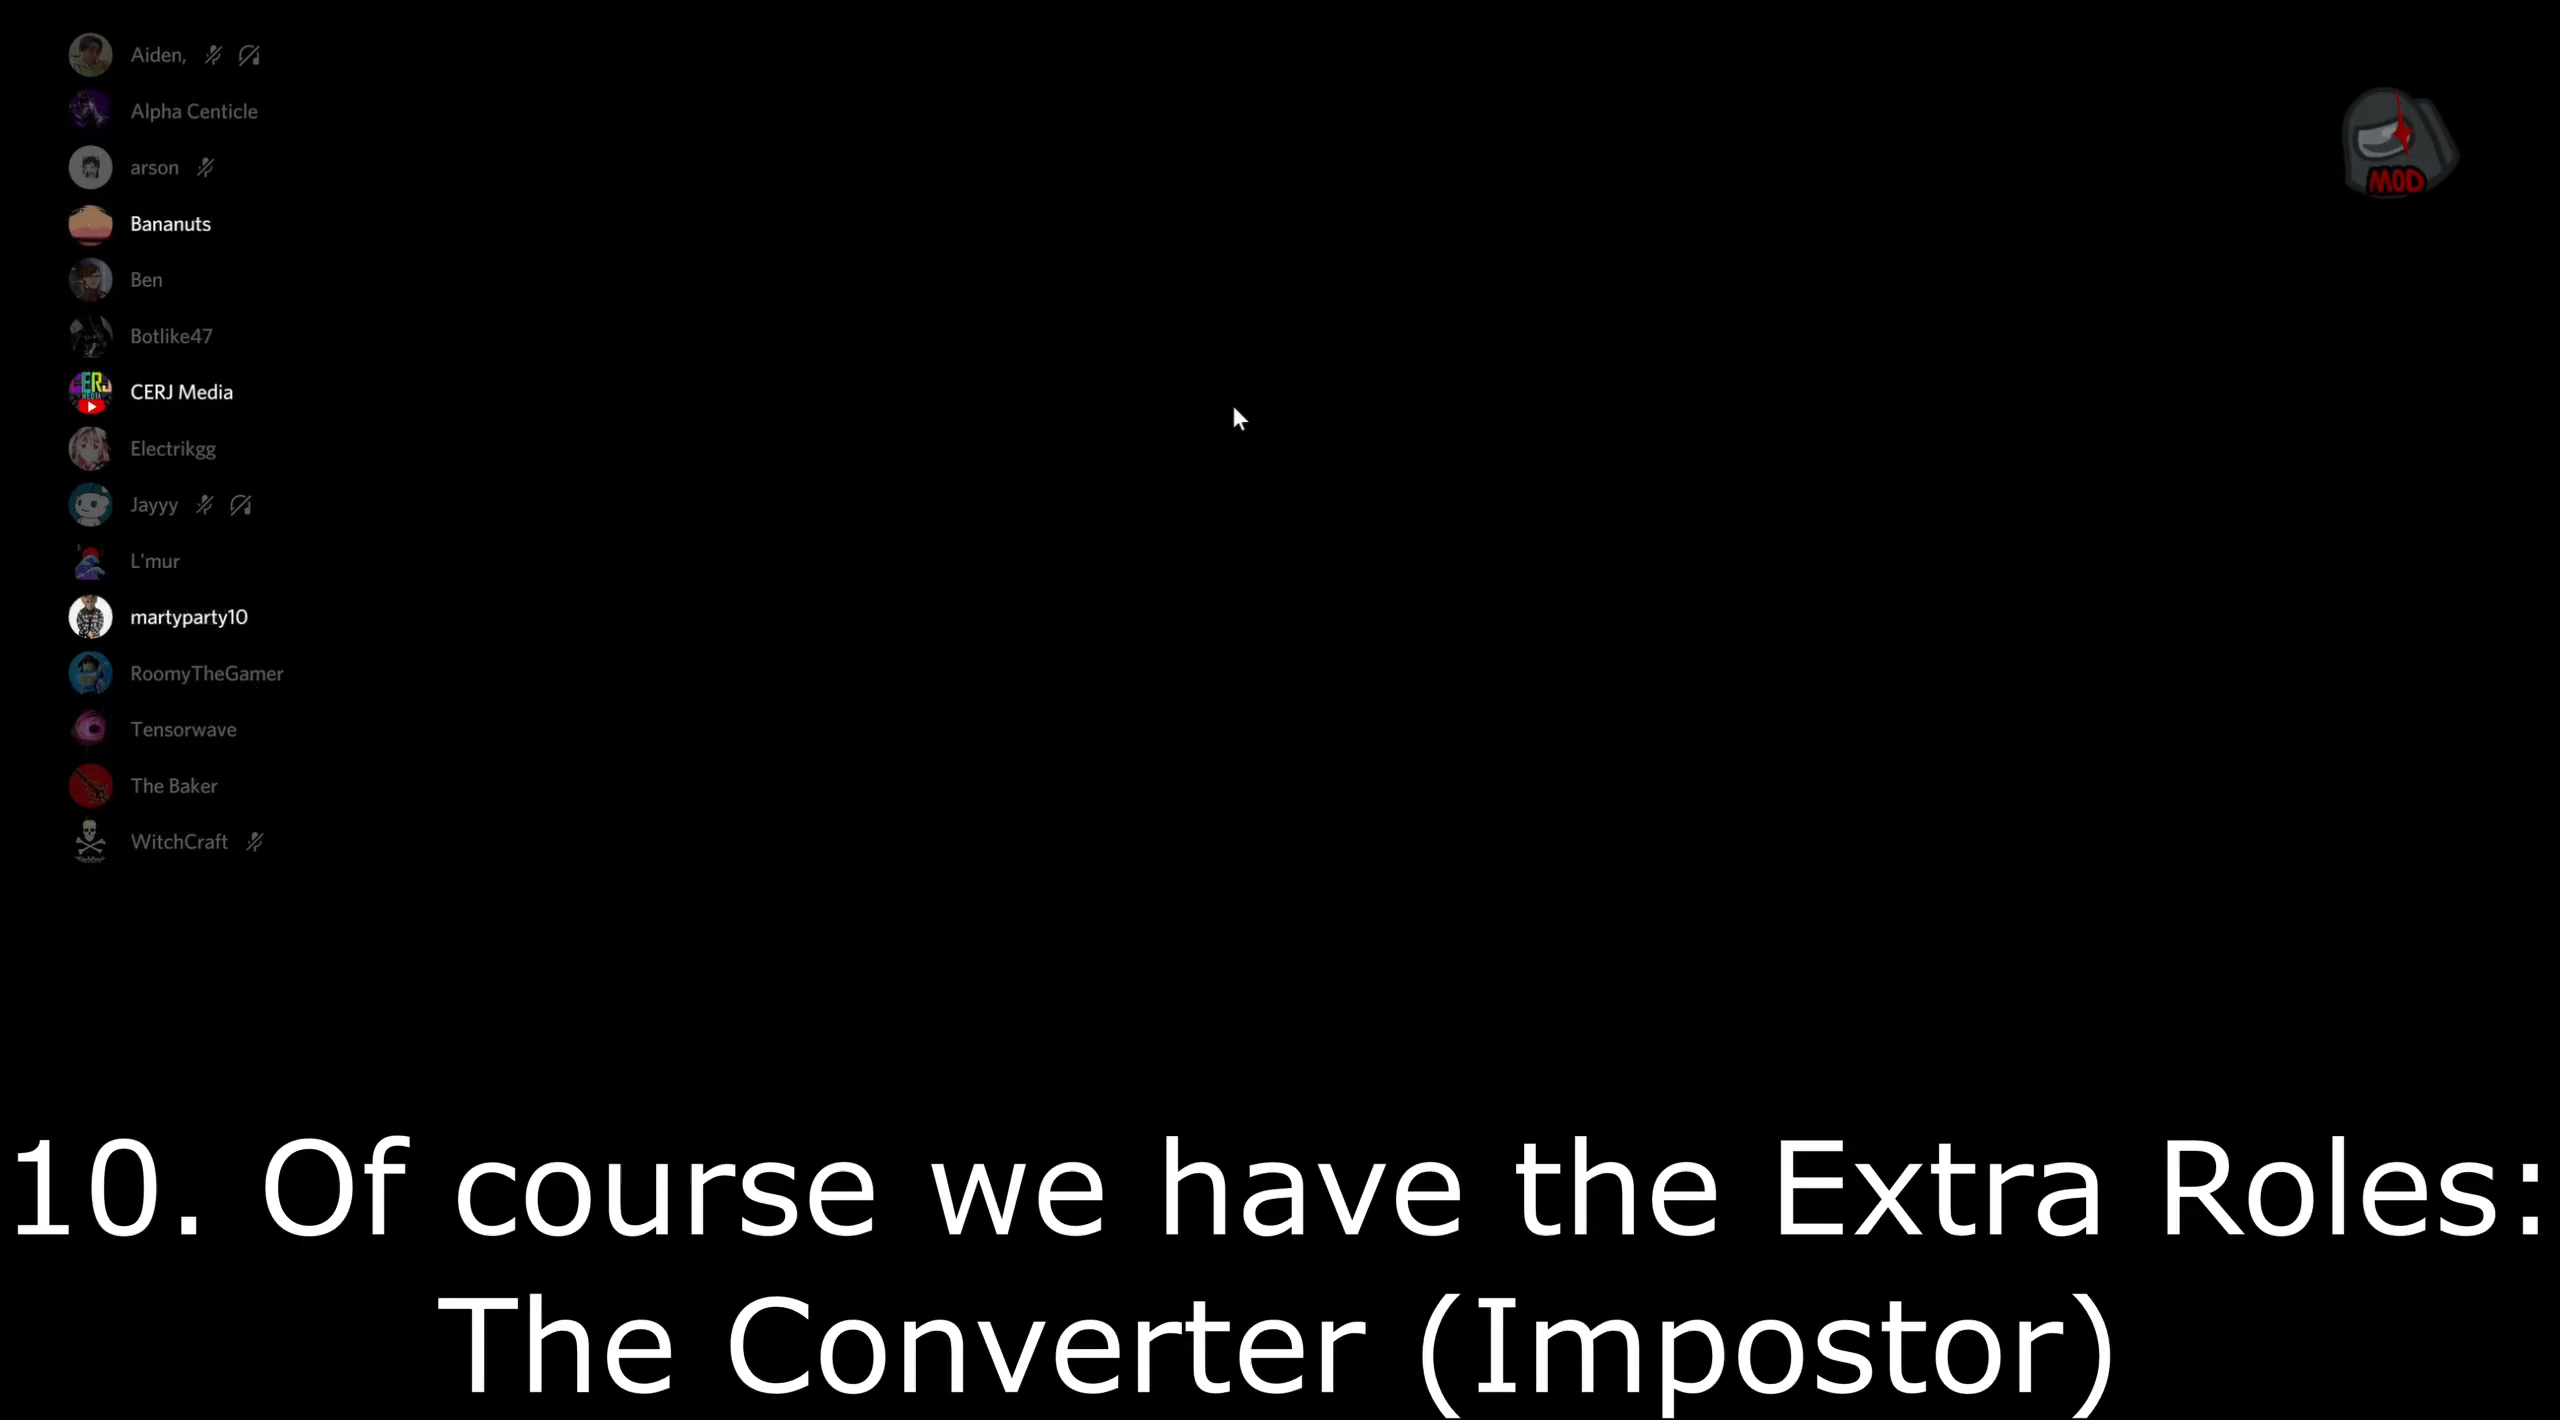 Aiden,
Alpha Centicle
arson
Bananuts
Ben
Botlike47
CERJ Media
Electrikgg
Jayyy
L'mur
martyparty10
RoomyTheGamer
Tensorwave
The Baker
WitchCraft
MOD
10. Of course we have the Extra Roles:
The Converter (Impostor)